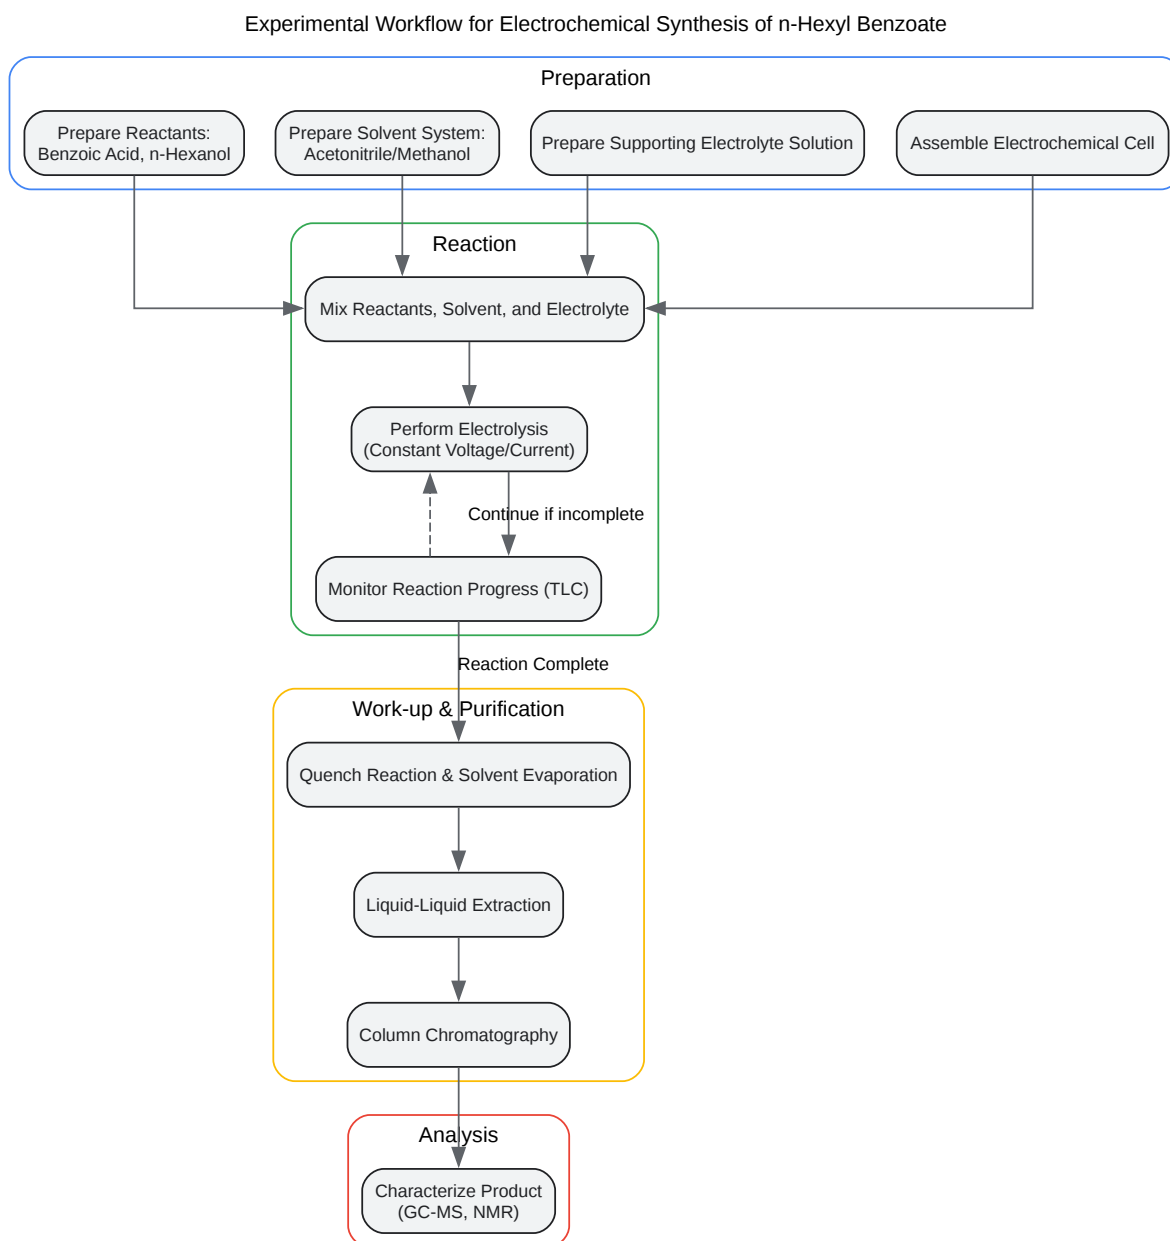 Experimental Workflow for Electrochemical Synthesis of n-Hexyl Benzoate
Preparation
Prepare Reactants:
Benzoic Acid, n-Hexanol
Prepare Solvent System:
Acetonitrile/Methanol
Prepare Supporting Electrolyte Solution
Assemble Electrochemical Cell
Reaction
Mix Reactants, Solvent, and Electrolyte
Perform Electrolysis
(Constant Voltage/Current)
Continue if incomplete
Monitor Reaction Progress (TLC)
Reaction Complete
Work-up & Purification
Quench Reaction & Solvent Evaporation
Liquid-Liquid Extraction
Column Chromatography
Analysis
Characterize Product
(GC-MS, NMR)